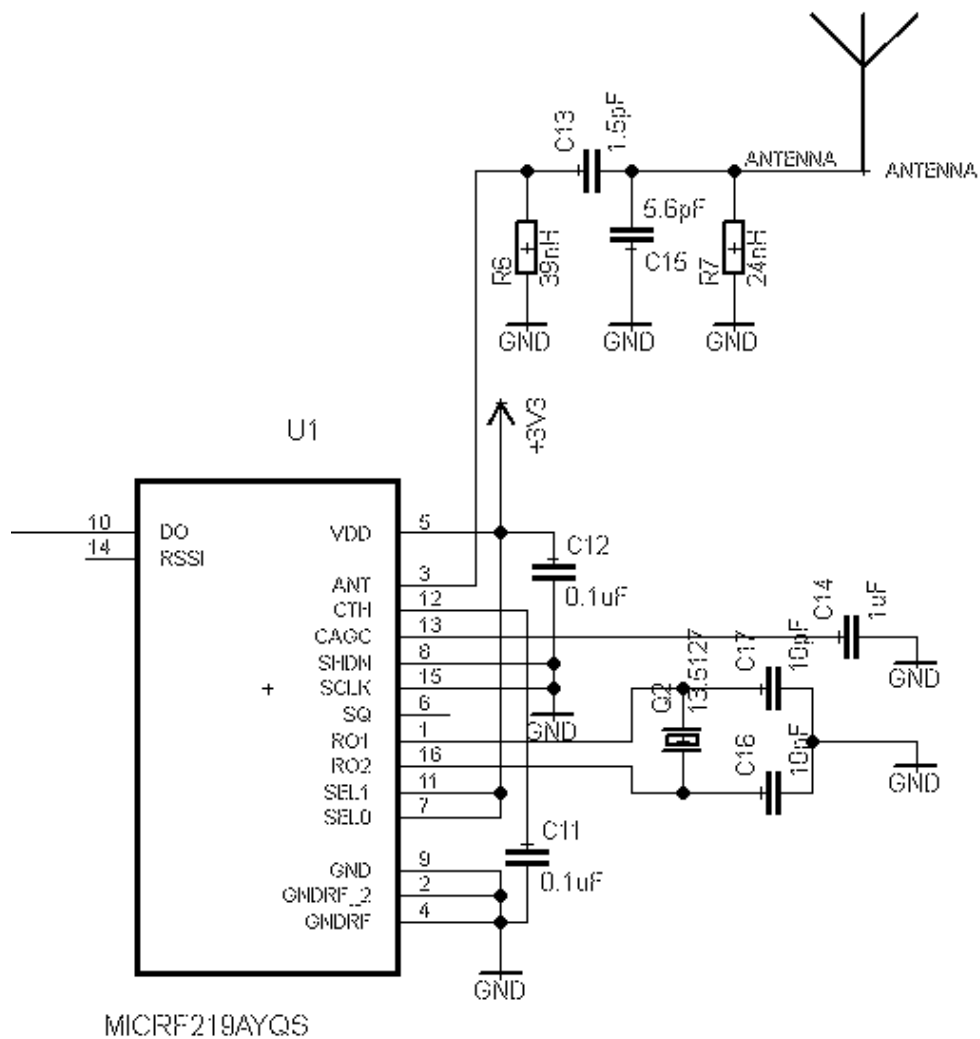 C13
1.5pF
ANTENNA
ANTENNA
R6
39nH
5.6pF
C15
R7
24nH
GND
GND
GND
+3V3
U1
10
DO
VDD
5
14
RSSI
C12
0.1uF
ANT
3
CTH
12
CAGC
13
C14
1uF
SHDN
8
SCLK
15
SQ
6
RO1
1
RO2
16
SEL1
11
SEL0
7
GND
Q2
13.5127
C17
10pF
GND
C16
10pF
GND
C11
0.1uF
GND
9
GNDRF_2
2
GNDRF
4
GND
MICRF219AYQS